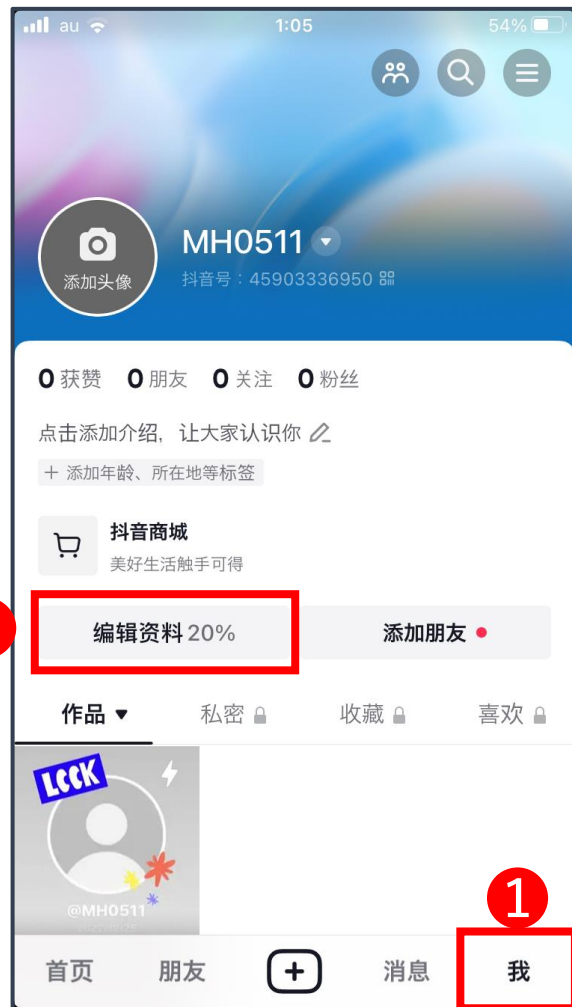 au 1:05 54%
添加头像
MH0511
抖音号：45903336950
0 获赞 0 朋友 0 关注 0 粉丝
点击添加介绍，让大家认识你
+ 添加年龄、所在地等标签
抖音商城
美好生活触手可得
编辑资料 20% 添加朋友
作品 私密 收藏 喜欢
LCCK
@MH0511
1
首页 朋友 消息 我